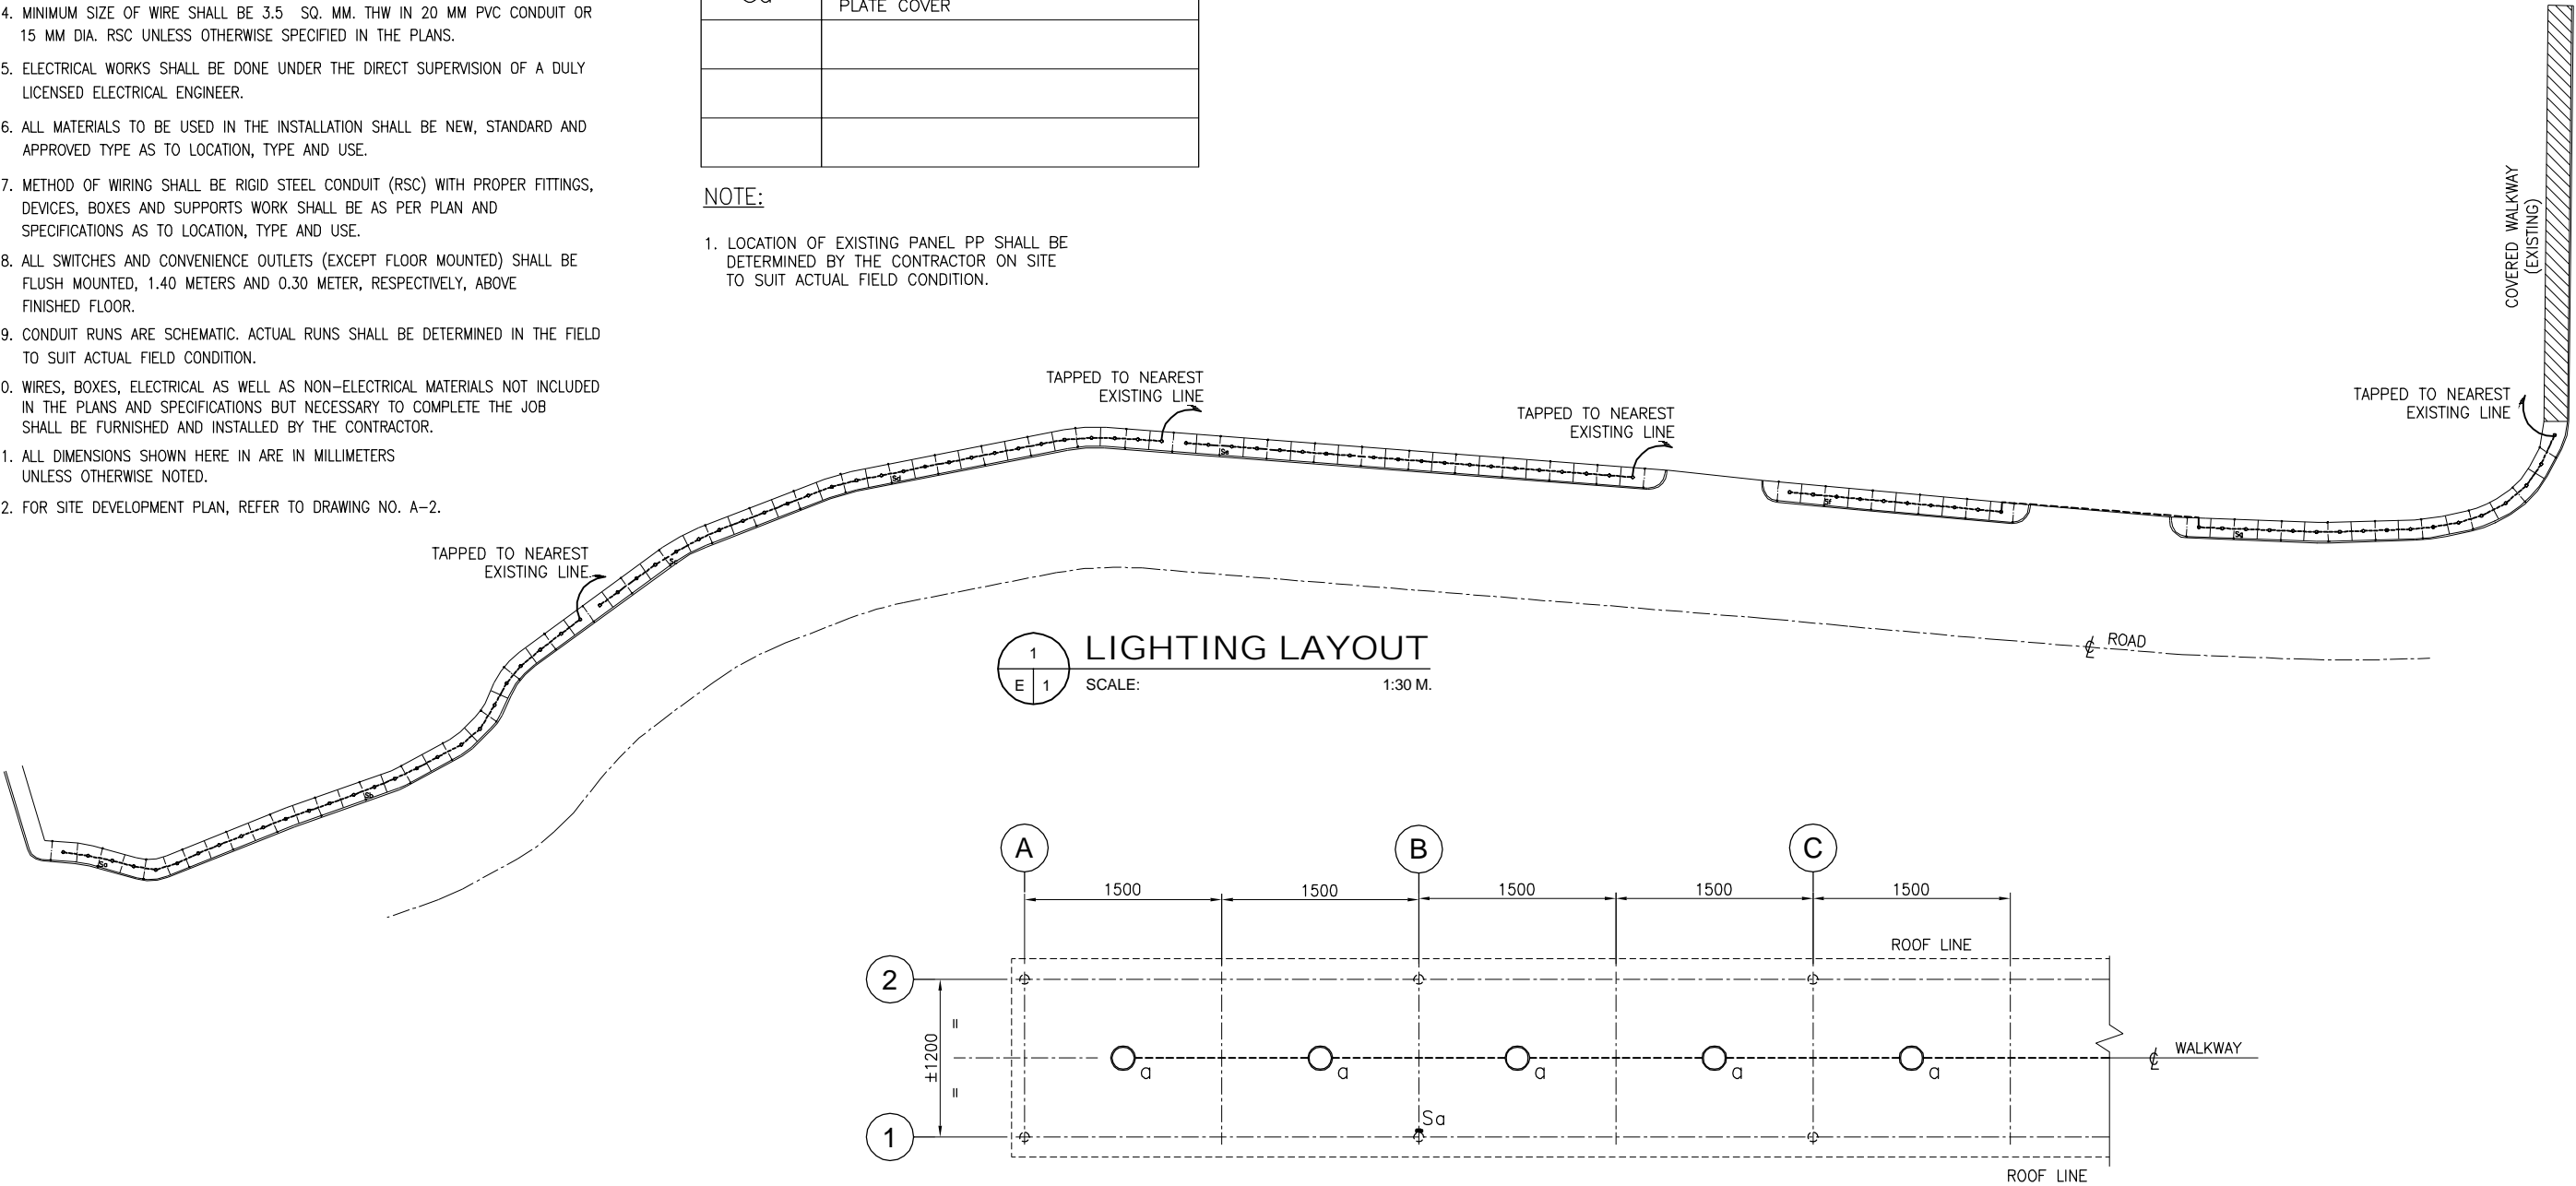 4. MINIMUM SIZE OF WIRE SHALL BE 3.5 SQ. MM. THW IN 20 MM PVC CONDUIT OR
15 MM DIA. RSC UNLESS OTHERWISE SPECIFIED IN THE PLANS.
5. ELECTRICAL WORKS SHALL BE DONE UNDER THE DIRECT SUPERVISION OF A DULY
LICENSED ELECTRICAL ENGINEER.
6. ALL MATERIALS TO BE USED IN THE INSTALLATION SHALL BE NEW, STANDARD AND
APPROVED TYPE AS TO LOCATION, TYPE AND USE.
7. METHOD OF WIRING SHALL BE RIGID STEEL CONDUIT (RSC) WITH PROPER FITTINGS,
DEVICES, BOXES AND SUPPORTS WORK SHALL BE AS PER PLAN AND
SPECIFICATIONS AS TO LOCATION, TYPE AND USE.
8. ALL SWITCHES AND CONVENIENCE OUTLETS (EXCEPT FLOOR MOUNTED) SHALL BE
FLUSH MOUNTED, 1.40 METERS AND 0.30 METER, RESPECTIVELY, ABOVE
FINISHED FLOOR.
9. CONDUIT RUNS ARE SCHEMATIC. ACTUAL RUNS SHALL BE DETERMINED IN THE FIELD
TO SUIT ACTUAL FIELD CONDITION.
0. WIRES, BOXES, ELECTRICAL AS WELL AS NON-ELECTRICAL MATERIALS NOT INCLUDED
IN THE PLANS AND SPECIFICATIONS BUT NECESSARY TO COMPLETE THE JOB
SHALL BE FURNISHED AND INSTALLED BY THE CONTRACTOR.
1. ALL DIMENSIONS SHOWN HERE IN ARE IN MILLIMETERS
UNLESS OTHERWISE NOTED.
2. FOR SITE DEVELOPMENT PLAN, REFER TO DRAWING NO. A-2.
PLATE COVER
NOTE:
1. LOCATION OF EXISTING PANEL PP SHALL BE
DETERMINED BY THE CONTRACTOR ON SITE
TO SUIT ACTUAL FIELD CONDITION.
COVERED WALKWAY
(EXISTING)
TAPPED TO NEAREST
EXISTING LINE
TAPPED TO NEAREST
EXISTING LINE
TAPPED TO NEAREST
EXISTING LINE
TAPPED TO NEAREST
EXISTING LINE
Sa
Sb
Sd
Se
Sf
Sg
℄ ROAD
1
E 1
LIGHTING LAYOUT
SCALE: 1:30 M.
A
B
C
1500
1500
1500
1500
1500
ROOF LINE
2
±1200
=
=
a
a
a
a
a
℄ WALKWAY
Sa
1
ROOF LINE